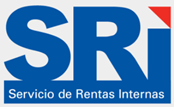 SRi
Servicio de Rentas Internas